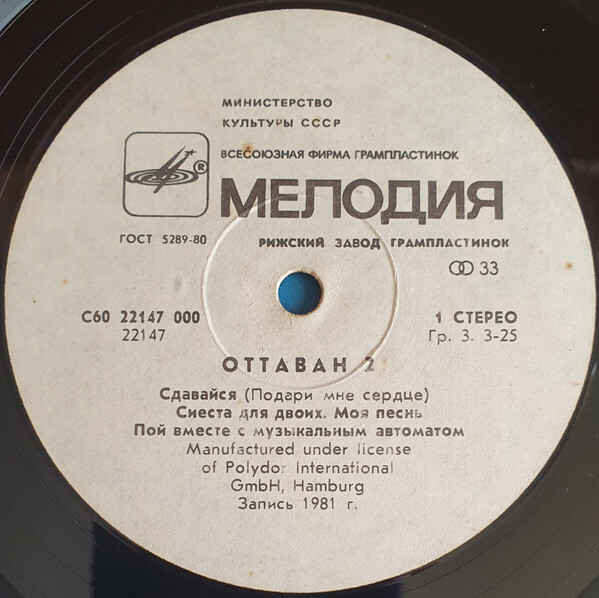 МИНИСТЕРСТВО
КУЛЬТУРЫ СССР
ВСЕСОЮЗНАЯ ФИРМА ГРАМПЛАСТИНОК
®
МЕЛОДИЯ
ГОСТ 5289-80
РИЖСКИЙ ЗАВОД ГРАМПЛАСТИНОК
33
С60 22147 000
1 СТЕРЕО
22147
Гр. 3. 3-25
ОТТАВАН 2
Сдавайся (Подари мне сердце)
Сиеста для двоих. Моя песнь
Пой вместе с музыкальным автоматом
Manufactured under license
of Polydor International
GmbH, Hamburg
Запись 1981 г.